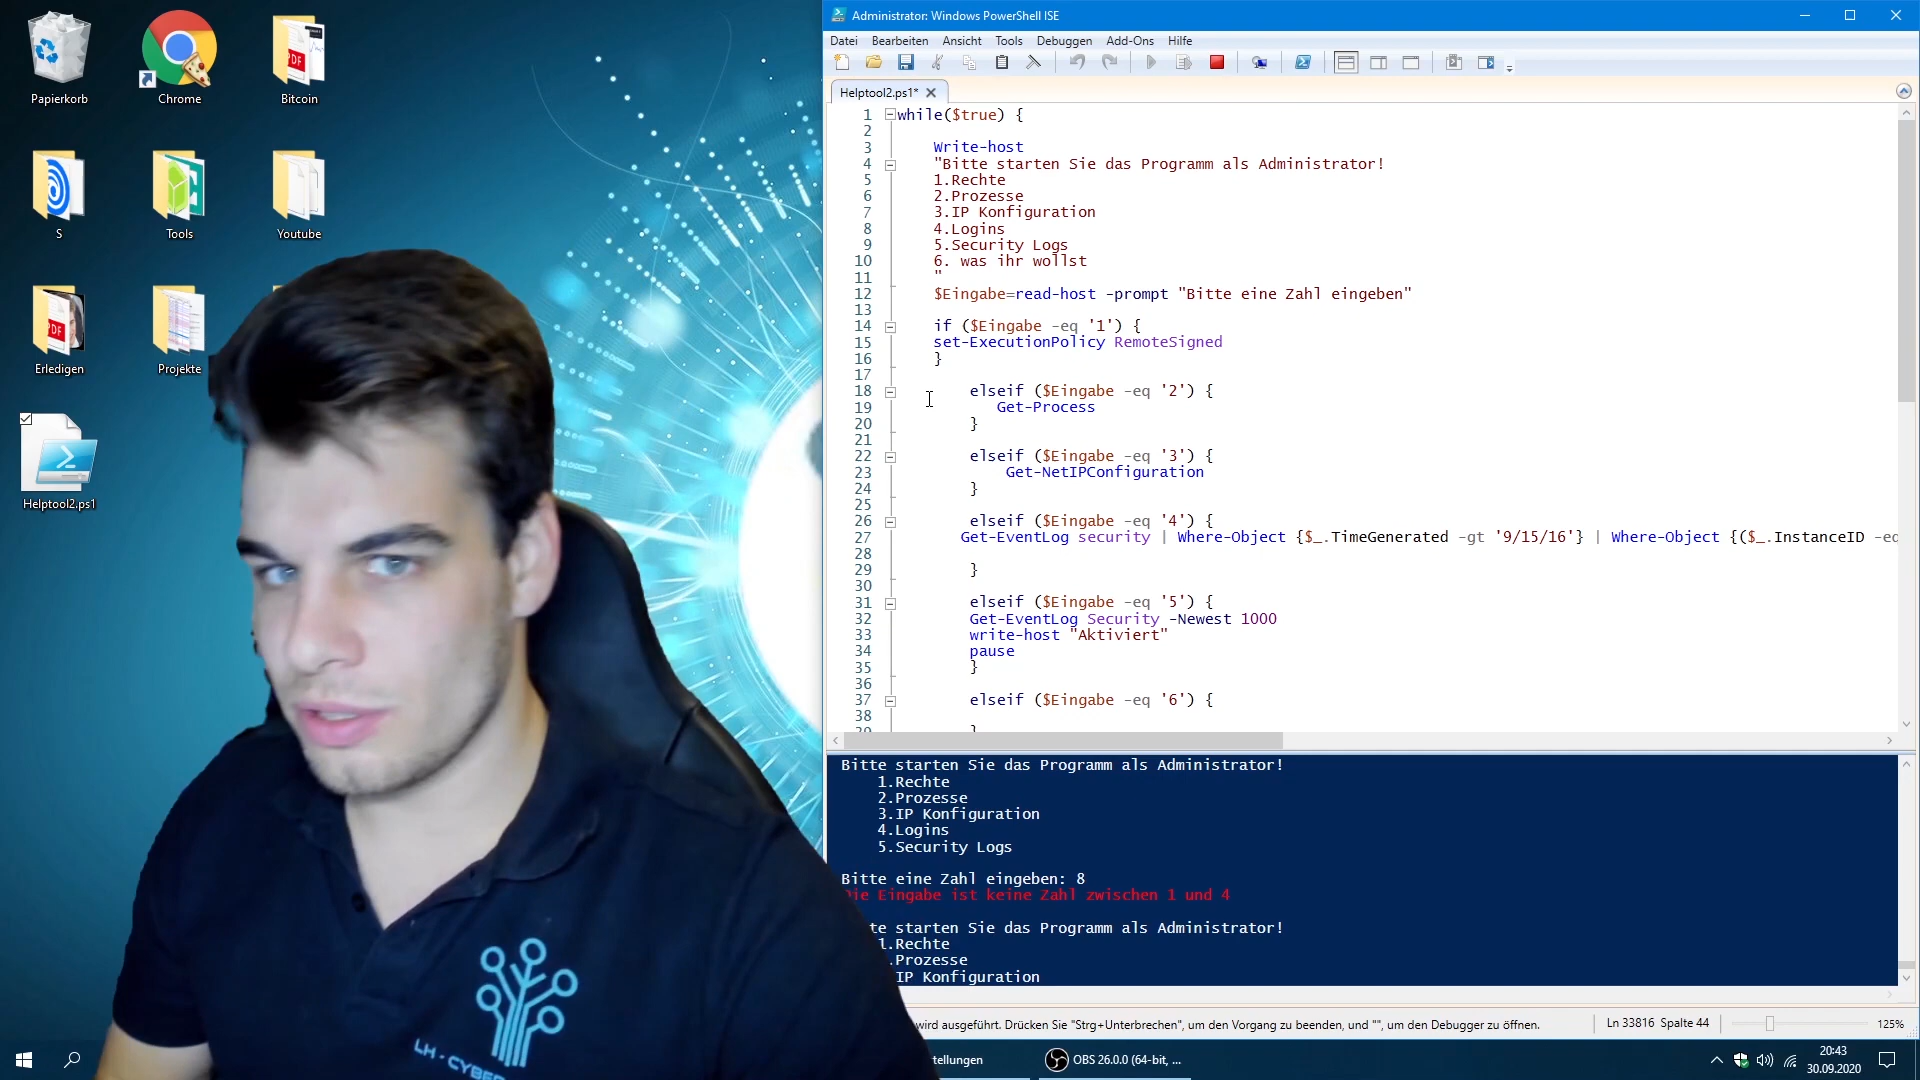 Papierkorb
Chrome
Bitcoin
S
Tools
Youtube
Erledigen
Projekte
Helptool2.ps1
PDF
PDF
LH - CYBER
Administrator: Windows PowerShell ISE
Datei Bearbeiten Ansicht Tools Debuggen Add-Ons Hilfe
Helptool2.ps1*
1 while($true) {
2
3 Write-host
4 "Bitte starten Sie das Programm als Administrator!
5 1.Rechte
6 2.Prozesse
7 3.IP Konfiguration
8 4.Logins
9 5.Security Logs
10 6. was ihr wollst
11 "
12 $Eingabe=read-host -prompt "Bitte eine Zahl eingeben"
13
14 if ($Eingabe -eq '1') {
15 set-ExecutionPolicy RemoteSigned
16 }
17
18 elseif ($Eingabe -eq '2') {
19 Get-Process
20 }
21
22 elseif ($Eingabe -eq '3') {
23 Get-NetIPConfiguration
24 }
25
26 elseif ($Eingabe -eq '4') {
27 Get-EventLog security | Where-Object {$_.TimeGenerated -gt '9/15/16'} | Where-Object {($_.InstanceID -eq
28
29 }
30
31 elseif ($Eingabe -eq '5') {
32 Get-EventLog Security -Newest 1000
33 write-host "Aktiviert"
34 pause
35 }
36
37 elseif ($Eingabe -eq '6') {
38
39 }
Bitte starten Sie das Programm als Administrator!
1.Rechte
2.Prozesse
3.IP Konfiguration
4.Logins
5.Security Logs
Bitte eine Zahl eingeben: 8
Die Eingabe ist keine Zahl zwischen 1 und 4
te starten Sie das Programm als Administrator!
1.Rechte
.Prozesse
IP Konfiguration
wird ausgeführt. Drücken Sie "Strg+Unterbrechen", um den Vorgang zu beenden, und "", um den Debugger zu öffnen.
Ln 33816 Spalte 44
125%
tellungen
OBS 26.0.0 (64-bit, ...
20:43
30.09.2020